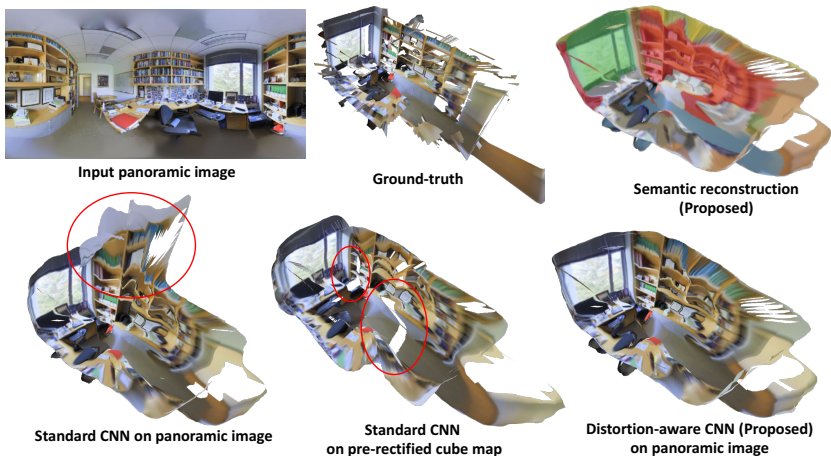 Input panoramic image
Ground-truth
Semantic reconstruction
(Proposed)
Standard CNN on panoramic image
Standard CNN
on pre-rectified cube map
Distortion-aware CNN (Proposed)
on panoramic image